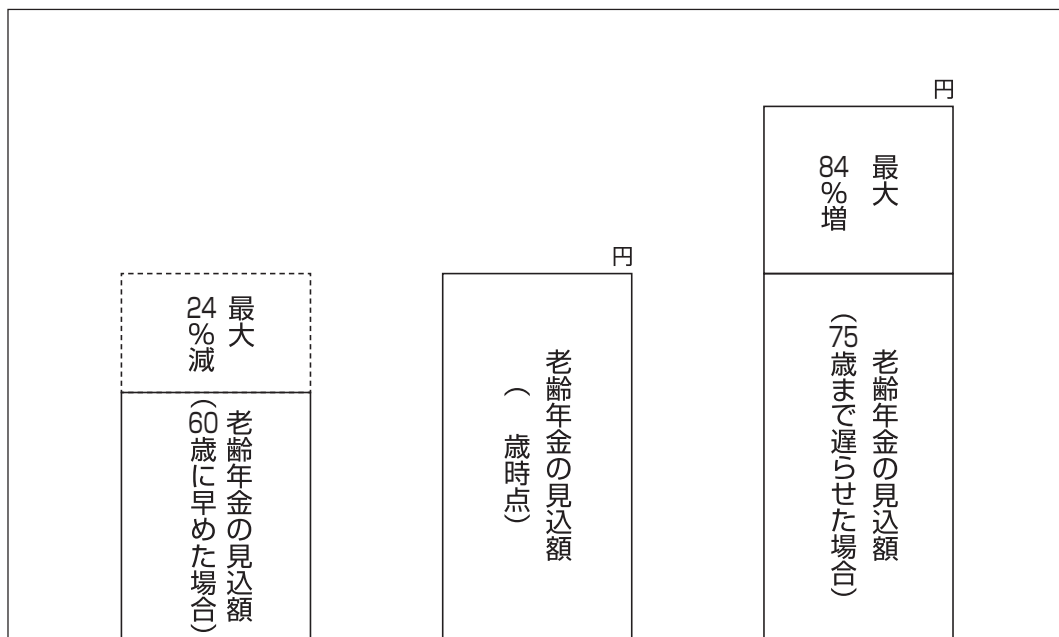 最大
24％減
老齢年金の見込額
（60歳に早めた場合）
円
老齢年金の見込額
（　歳時点）
円
最大
84％増
老齢年金の見込額
（75歳まで遅らせた場合）